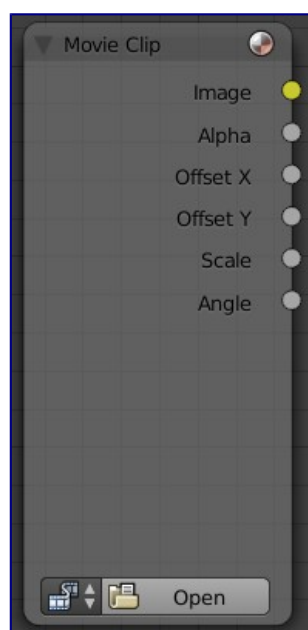 Movie Clip
Image
Alpha
Offset X
Offset Y
Scale
Angle
Open